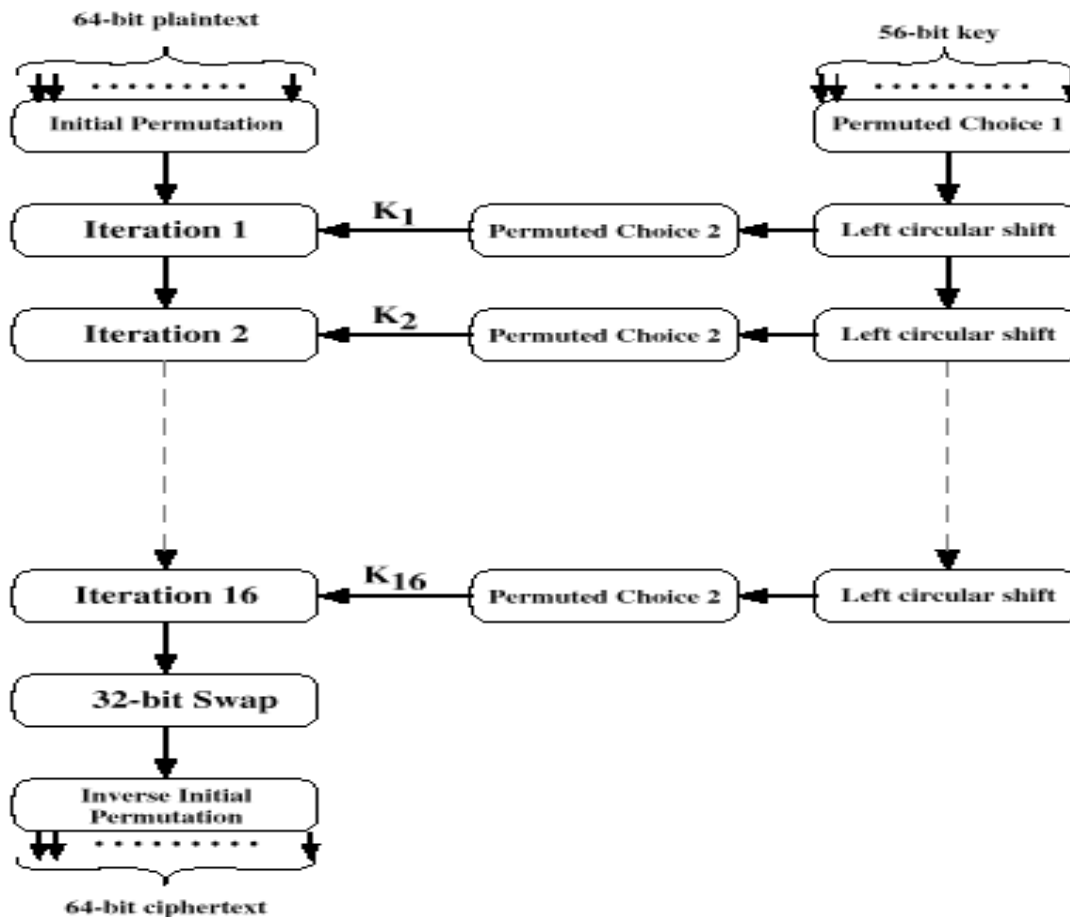 64-bit plaintext
56-bit key
Initial Permutation
Permuted Choice 1
Iteration 1
K1
Permuted Choice 2
Left circular shift
Iteration 2
K2
Permuted Choice 2
Left circular shift
Iteration 16
K16
Permuted Choice 2
Left circular shift
32-bit Swap
Inverse Initial
Permutation
64-bit ciphertext